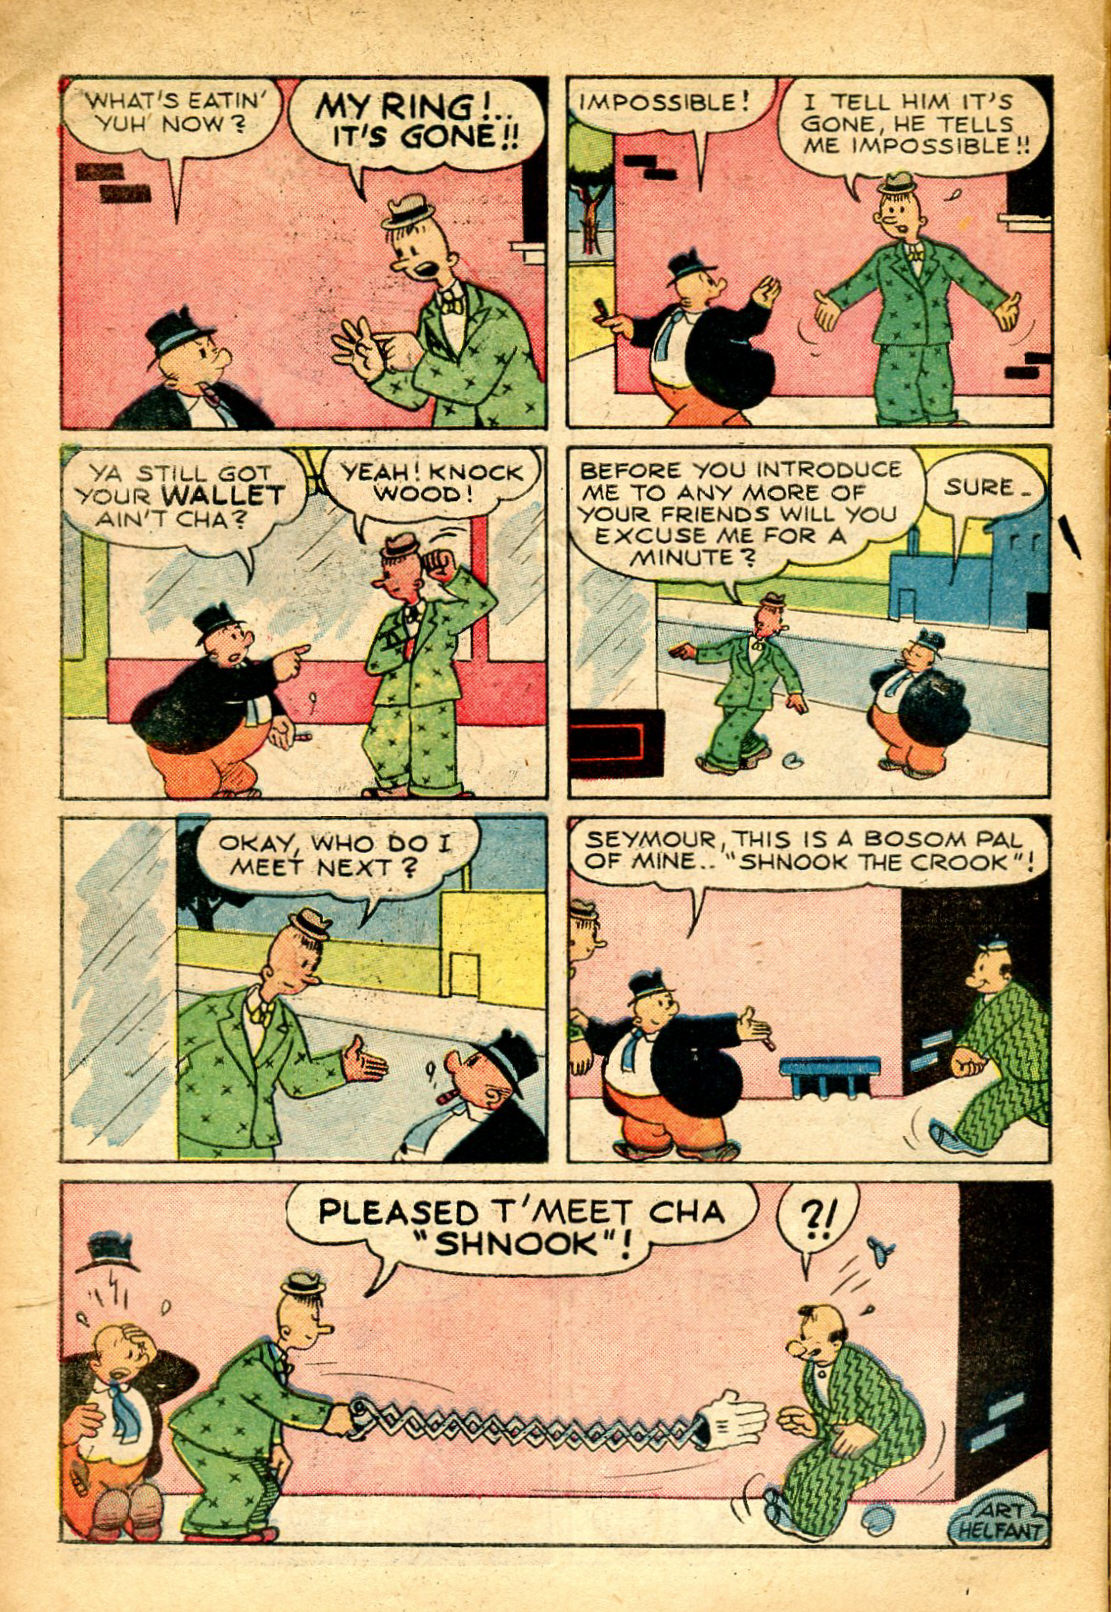 WHAT'S EATIN'
YUH NOW?
MY RING!..
IT'S GONE!!
IMPOSSIBLE!
I TELL HIM IT'S
GONE, HE TELLS
ME IMPOSSIBLE!!
YA STILL GOT
YOUR WALLET
AIN'T CHA?
YEAH! KNOCK
WOOD!
BEFORE YOU INTRODUCE
ME TO ANY MORE OF
YOUR FRIENDS WILL YOU
EXCUSE ME FOR A
MINUTE?
SURE-
OKAY, WHO DO I
MEET NEXT?
SEYMOUR, THIS IS A BOSOM PAL
OF MINE.. "SHNOOK THE CROOK"!
PLEASED T'MEET CHA
"SHNOOK"!
?!
ART
HELFANT